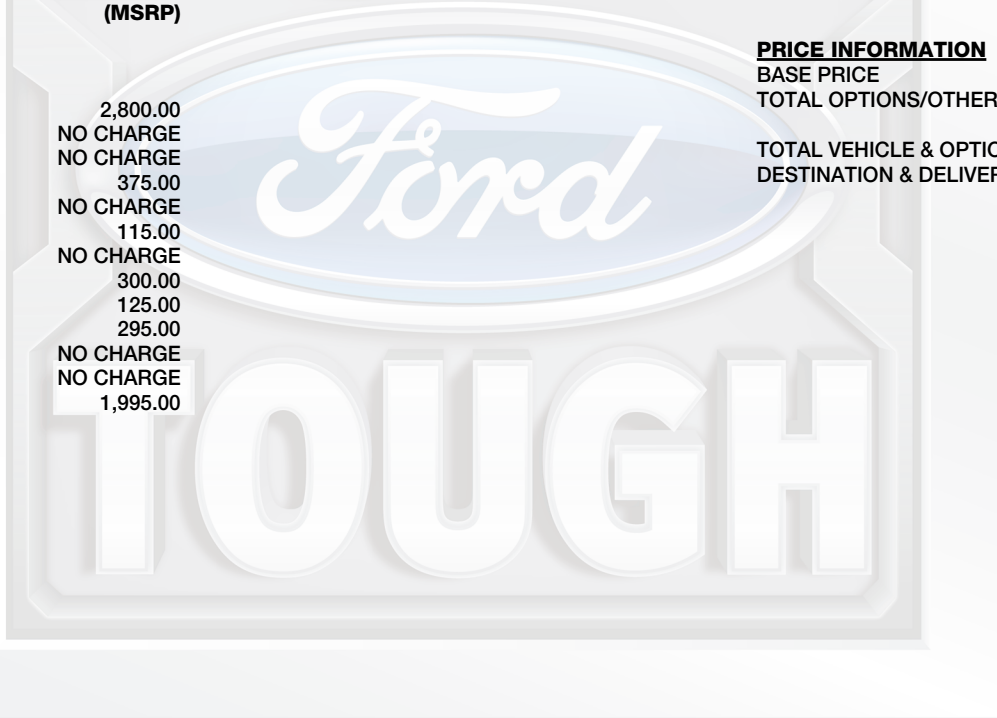 (MSRP)
2,800.00
NO CHARGE
NO CHARGE
375.00
NO CHARGE
115.00
NO CHARGE
300.00
125.00
295.00
NO CHARGE
NO CHARGE
1,995.00
PRICE INFORMATION
BASE PRICE
TOTAL OPTIONS/OTHER
TOTAL VEHICLE & OPTIO
DESTINATION & DELIVER
Ford
TOUGH